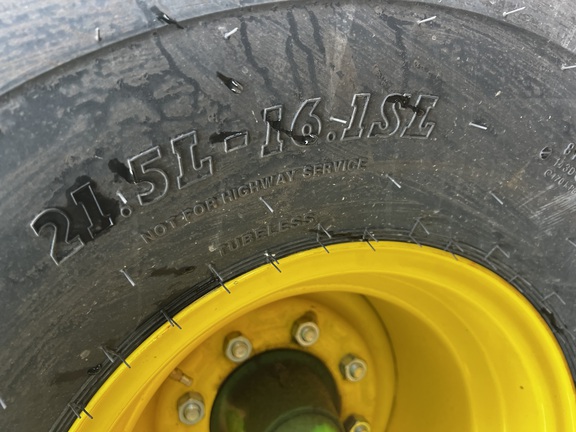 21.5L-16.1SL
NOT FOR HIGHWAY SERVICE
TUBELESS